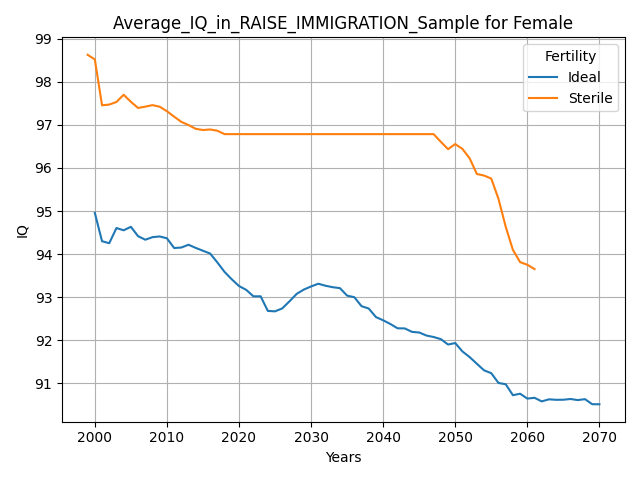 Average_IQ_in_RAISE_IMMIGRATION_Sample for Female
99
98
97
96
95
94
93
92
91
IQ
Fertility
Ideal
Sterile
2000 2010 2020 2030 2040 2050 2060 2070
Years